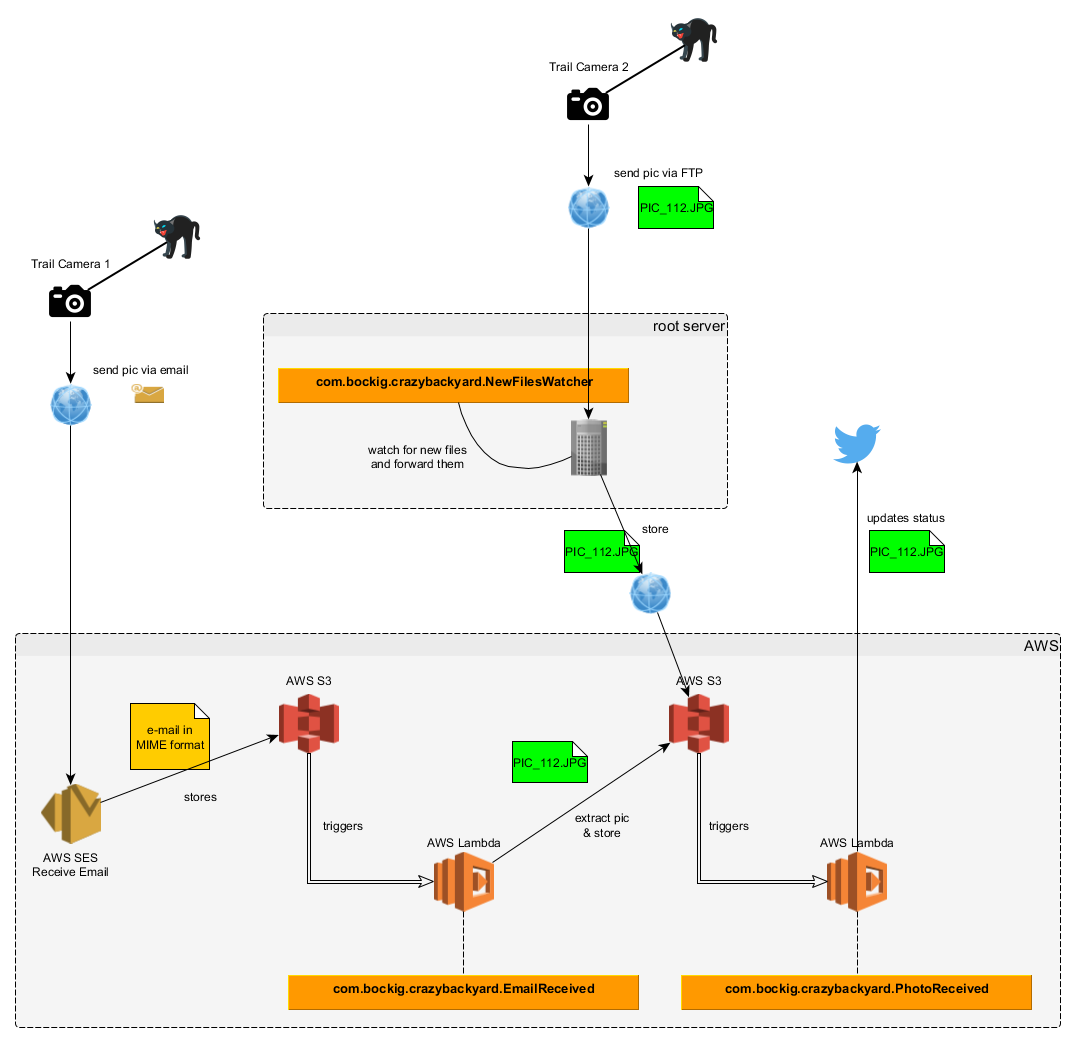 Trail Camera 2
send pic via FTP
PIC_112.JPG
Trail Camera 1
send pic via email
root server
com.bockig.crazybackyard.NewFilesWatcher
watch for new files
and forward them
store
PIC_112.JPG
updates status
PIC_112.JPG
AWS
AWS S3
e-mail in
MIME format
stores
AWS SES
Receive Email
triggers
AWS Lambda
PIC_112.JPG
extract pic
& store
AWS S3
triggers
AWS Lambda
com.bockig.crazybackyard.EmailReceived
com.bockig.crazybackyard.PhotoReceived